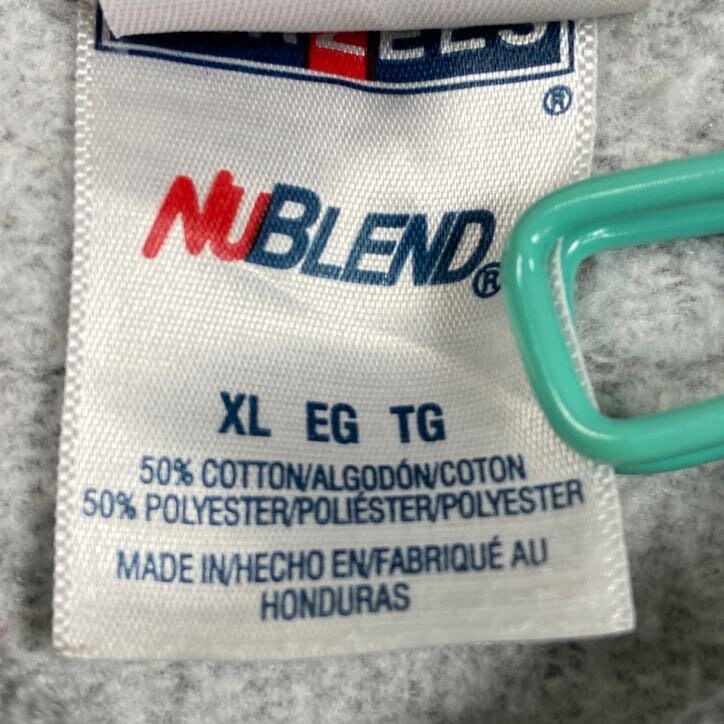 ®
NUBLEND®
XL EG TG
50% COTTON/ALGODÓN/COTON
50% POLYESTER/POLIÉSTER/POLYESTER
MADE IN/HECHO EN/FABRIQUÉ AU
HONDURAS